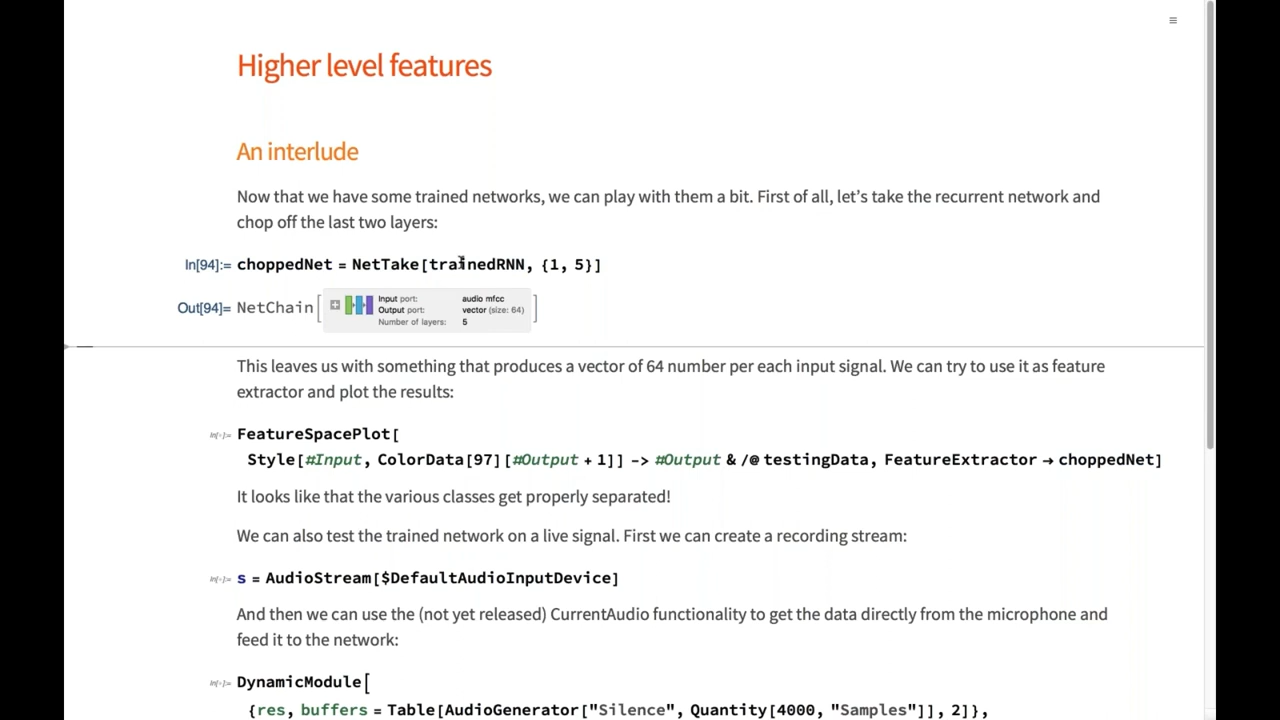 ≡
Higher level features
An interlude
Now that we have some trained networks, we can play with them a bit. First of all, let's take the recurrent network and
chop off the last two layers:
In[94]:= choppedNet = NetTake[trainedRNN, {1, 5}]
Out[94]= NetChain[
Input port: audio mfcc
Output port: vector (size: 64)
Number of layers: 5
]
This leaves us with something that produces a vector of 64 number per each input signal. We can try to use it as feature
extractor and plot the results:
In[•]:= FeatureSpacePlot[
Style[#Input, ColorData[97][#Output + 1]] -> #Output & /@ testingData, FeatureExtractor → choppedNet]
It looks like that the various classes get properly separated!
We can also test the trained network on a live signal. First we can create a recording stream:
In[•]:= s = AudioStream[$DefaultAudioInputDevice]
And then we can use the (not yet released) CurrentAudio functionality to get the data directly from the microphone and
feed it to the network:
In[•]:= DynamicModule[
{res, buffers = Table[AudioGenerator["Silence", Quantity[4000, "Samples"]], 2]},